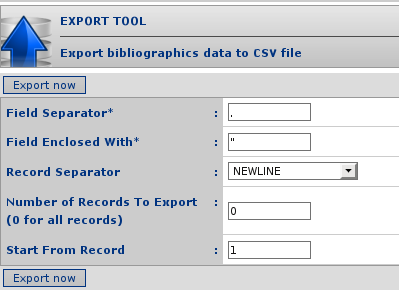 EXPORT TOOL
Export bibliographics data to CSV file
Export now
Field Separator* : ,
Field Enclosed With* : "
Record Separator : NEWLINE
Number of Records To Export : 0
(0 for all records)
Start From Record : 1
Export now